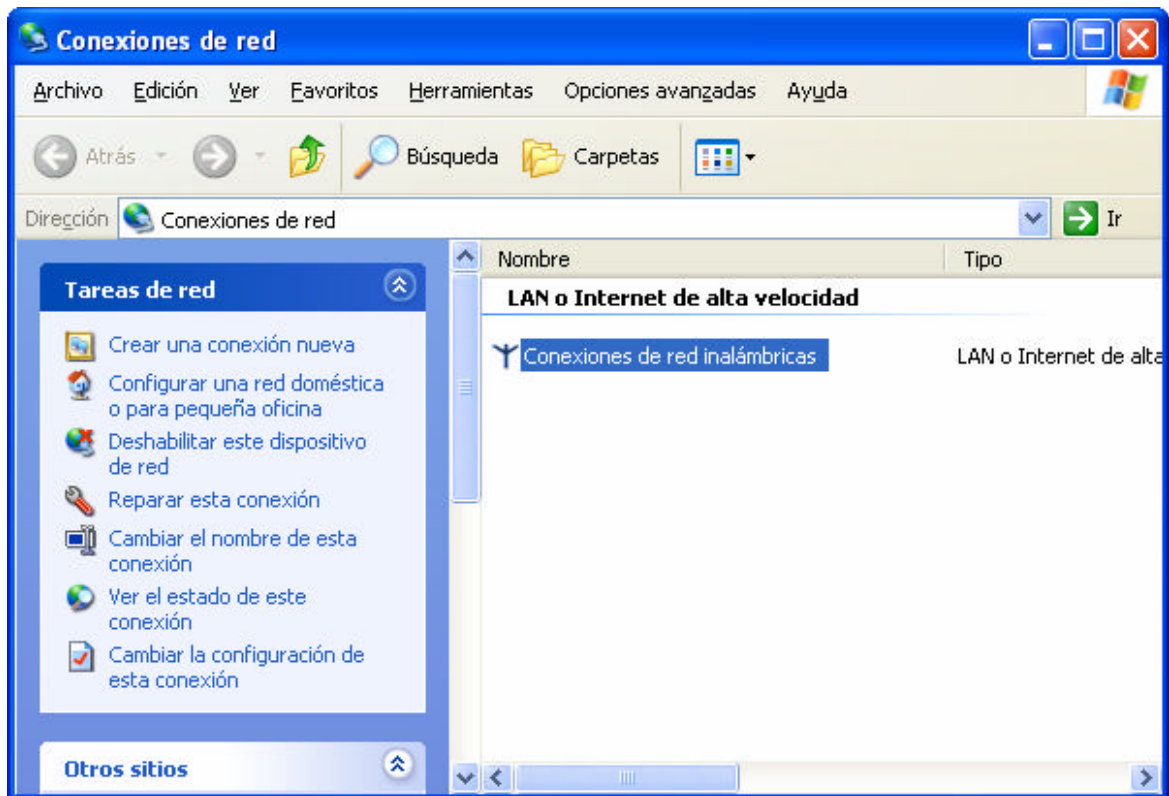 Conexiones de red
Archivo Edición Ver Favoritos Herramientas Opciones avanzadas Ayuda
Atrás Búsqueda Carpetas
Dirección Conexiones de red Ir
Nombre Tipo
Tareas de red
LAN o Internet de alta velocidad
Crear una conexión nueva
Conexiones de red inalámbricas LAN o Internet de alta
Configurar una red doméstica
o para pequeña oficina
Deshabilitar este dispositivo
de red
Reparar esta conexión
Cambiar el nombre de esta
conexión
Ver el estado de este
conexión
Cambiar la configuración de
esta conexión
Otros sitios